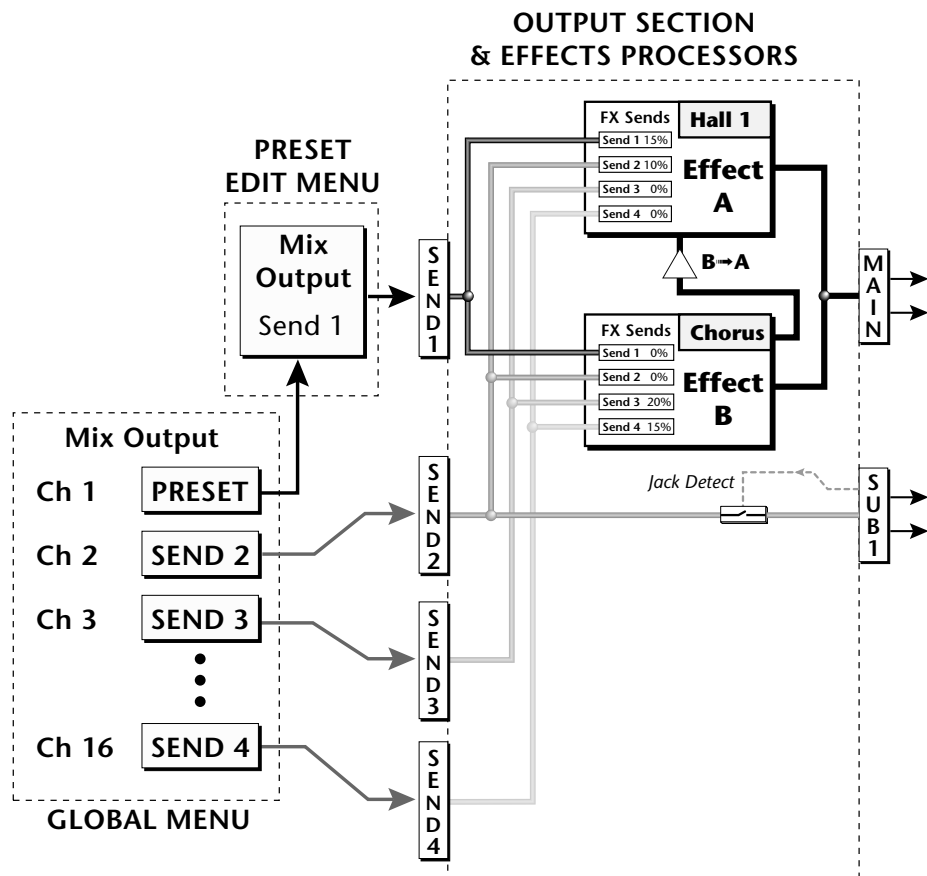 OUTPUT SECTION
& EFFECTS PROCESSORS
PRESET
EDIT MENU
Mix
Output
Send 1
FX Sends
Hall 1
Send 1 15%
Send 2 10%
Send 3 0%
Send 4 0%
Effect
A
B➟A
FX Sends
Chorus
Send 1 0%
Send 2 0%
Send 3 20%
Send 4 15%
Effect
B
SEND1
MAIN
Mix Output
Ch 1
PRESET
Ch 2
SEND 2
Ch 3
SEND 3
Ch 16
SEND 4
GLOBAL MENU
SEND2
SEND3
SEND4
Jack Detect
SUB1